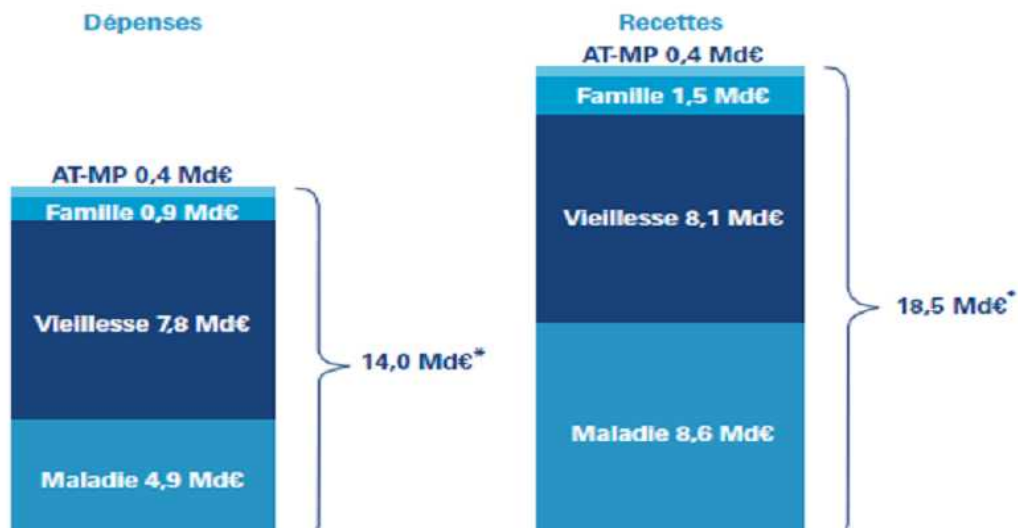 Dépenses
AT-MP 0,4 Md€
Famille 0,9 Md€
Vieillesse 7,8 Md€
Maladie 4,9 Md€
14,0 Md€*
Recettes
AT-MP 0,4 Md€
Famille 1,5 Md€
Vieillesse 8,1 Md€
Maladie 8,6 Md€
18,5 Md€*